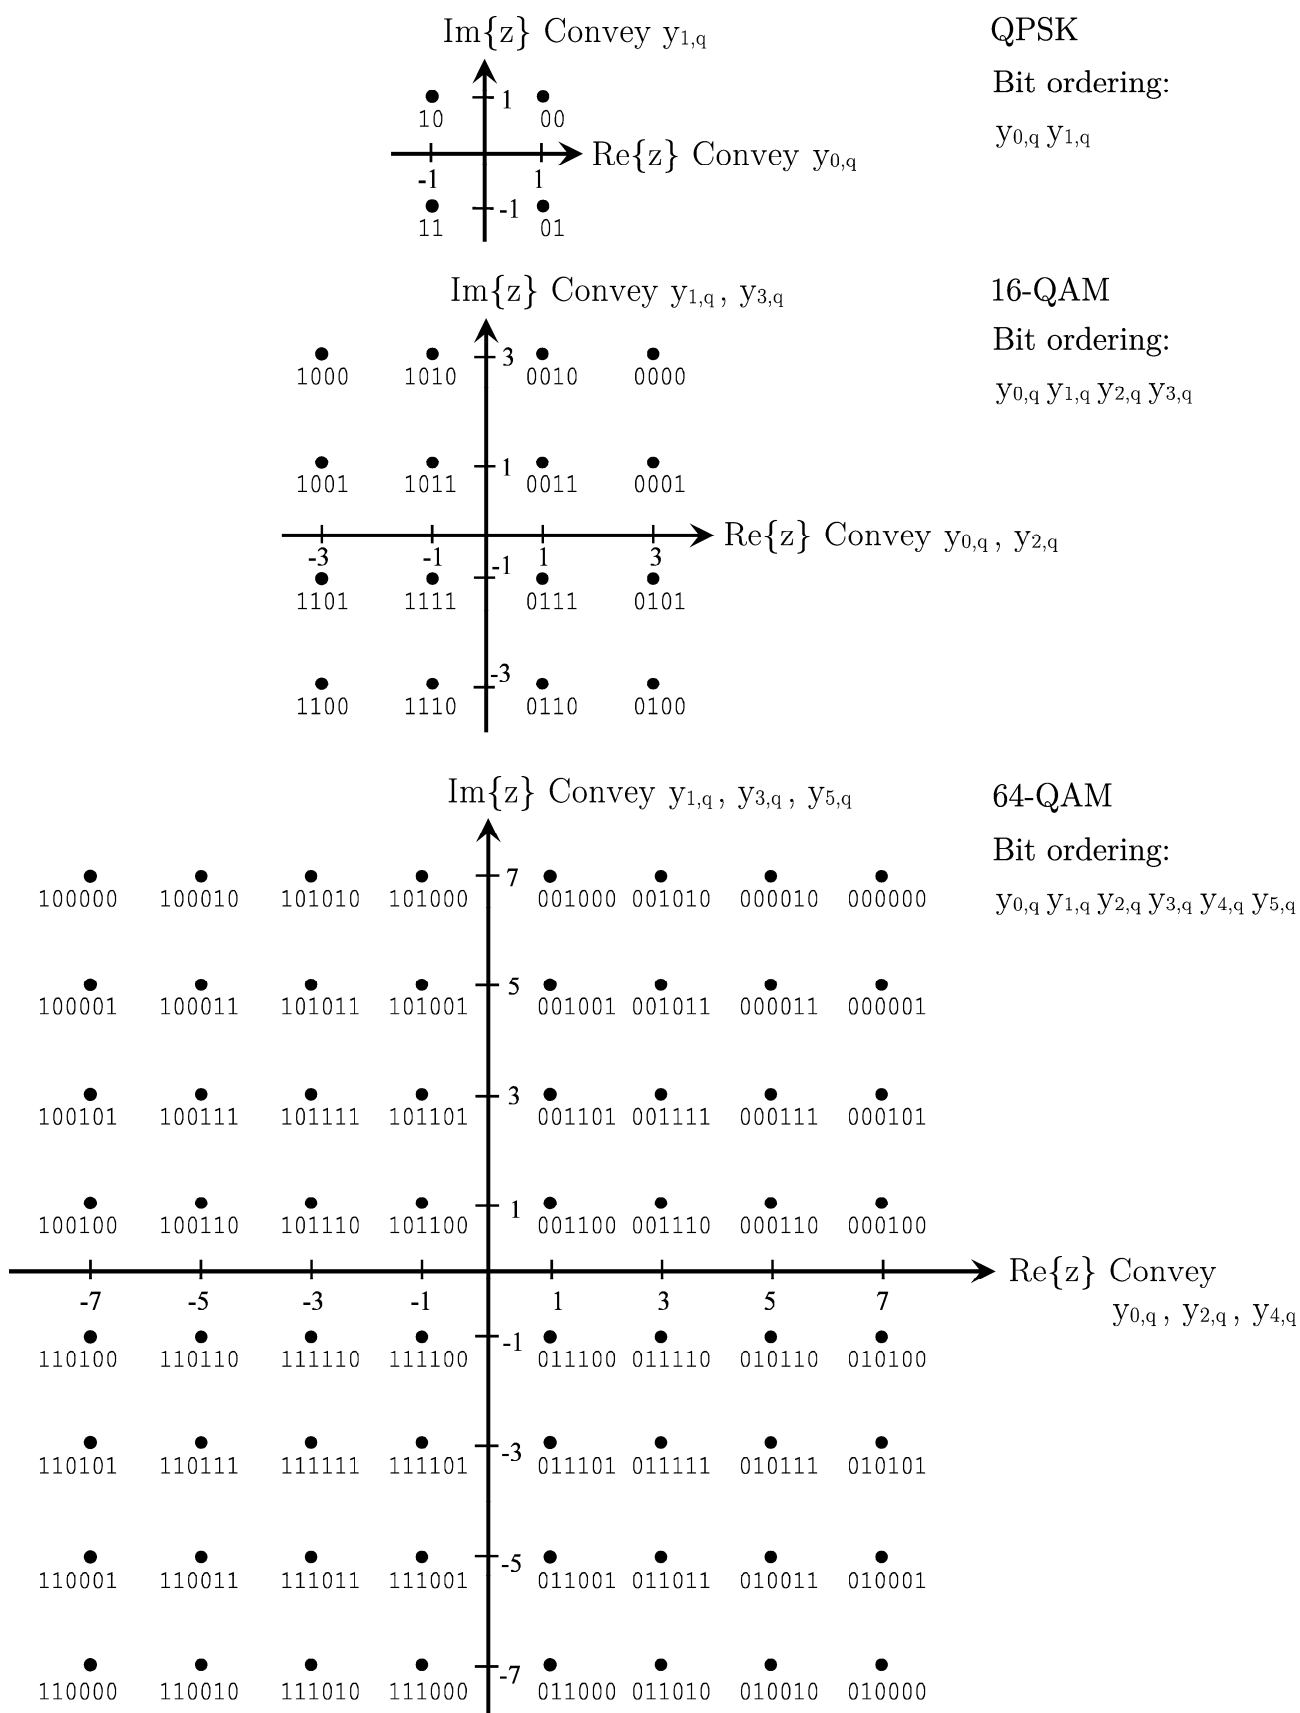 Im{z} Convey y1,q
QPSK
Bit ordering:
y0,q y1,q
1
10 00
Re{z} Convey y0,q
-1 1
-1
11 01
Im{z} Convey y1,q , y3,q
16-QAM
Bit ordering:
y0,q y1,q y2,q y3,q
3
1000 1010 0010 0000
1
1001 1011 0011 0001
Re{z} Convey y0,q , y2,q
-3 -1 1 3
-1
1101 1111 0111 0101
-3
1100 1110 0110 0100
Im{z} Convey y1,q , y3,q , y5,q
64-QAM
Bit ordering:
y0,q y1,q y2,q y3,q y4,q y5,q
7
100000 100010 101010 101000 001000 001010 000010 000000
5
100001 100011 101011 101001 001001 001011 000011 000001
3
100101 100111 101111 101101 001101 001111 000111 000101
1
100100 100110 101110 101100 001100 001110 000110 000100
Re{z} Convey
y0,q , y2,q , y4,q
-7 -5 -3 -1 1 3 5 7
-1
110100 110110 111110 111100 011100 011110 010110 010100
-3
110101 110111 111111 111101 011101 011111 010111 010101
-5
110001 110011 111011 111001 011001 011011 010011 010001
-7
110000 110010 111010 111000 011000 011010 010010 010000